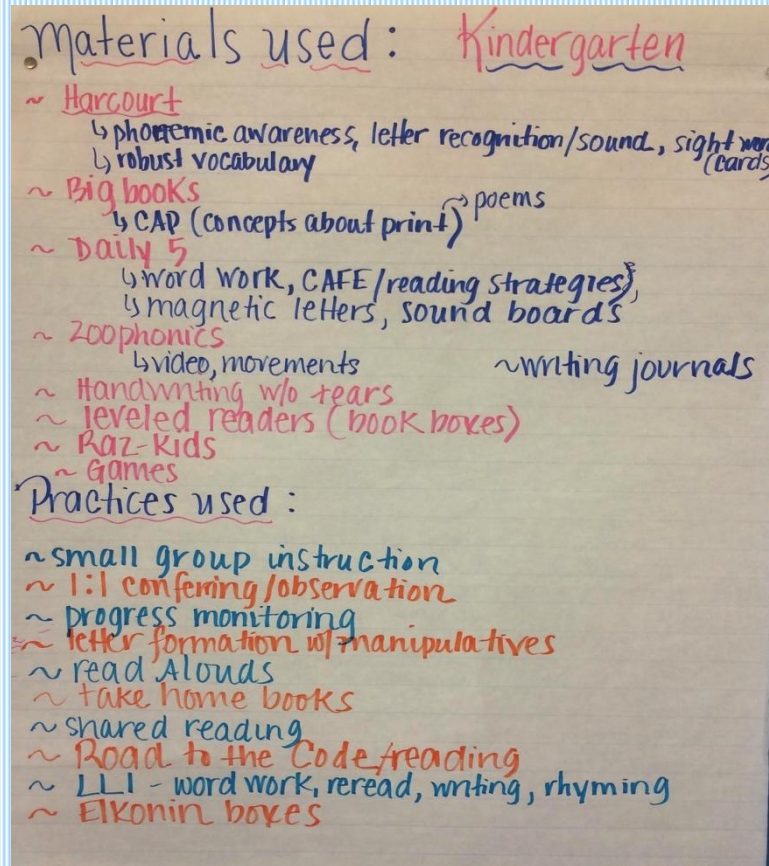 Materials used: Kindergarten
~ Harcourt
↳ phonemic awareness, letter recognition/sound, sight wor
↳ robust vocabulary (cards)
~ Big books
↳ CAP (concepts about print) → poems
~ Daily 5
↳ word work, CAFE/reading strategies},
↳ magnetic letters, sound boards
~ Zoophonics
↳ video, movements ~writing journals
~ Handwriting w/o tears
~ leveled readers (book boxes)
~ Raz-Kids
~ Games
Practices used:
~ small group instruction
~ 1:1 conferring/observation
~ progress monitoring
~ letter formation w/ manipulatives
~ read Alouds
~ take home books
~ shared reading
~ Road to the Code/reading
~ LLI - word work, reread, writing, rhyming
~ Elkonin boxes